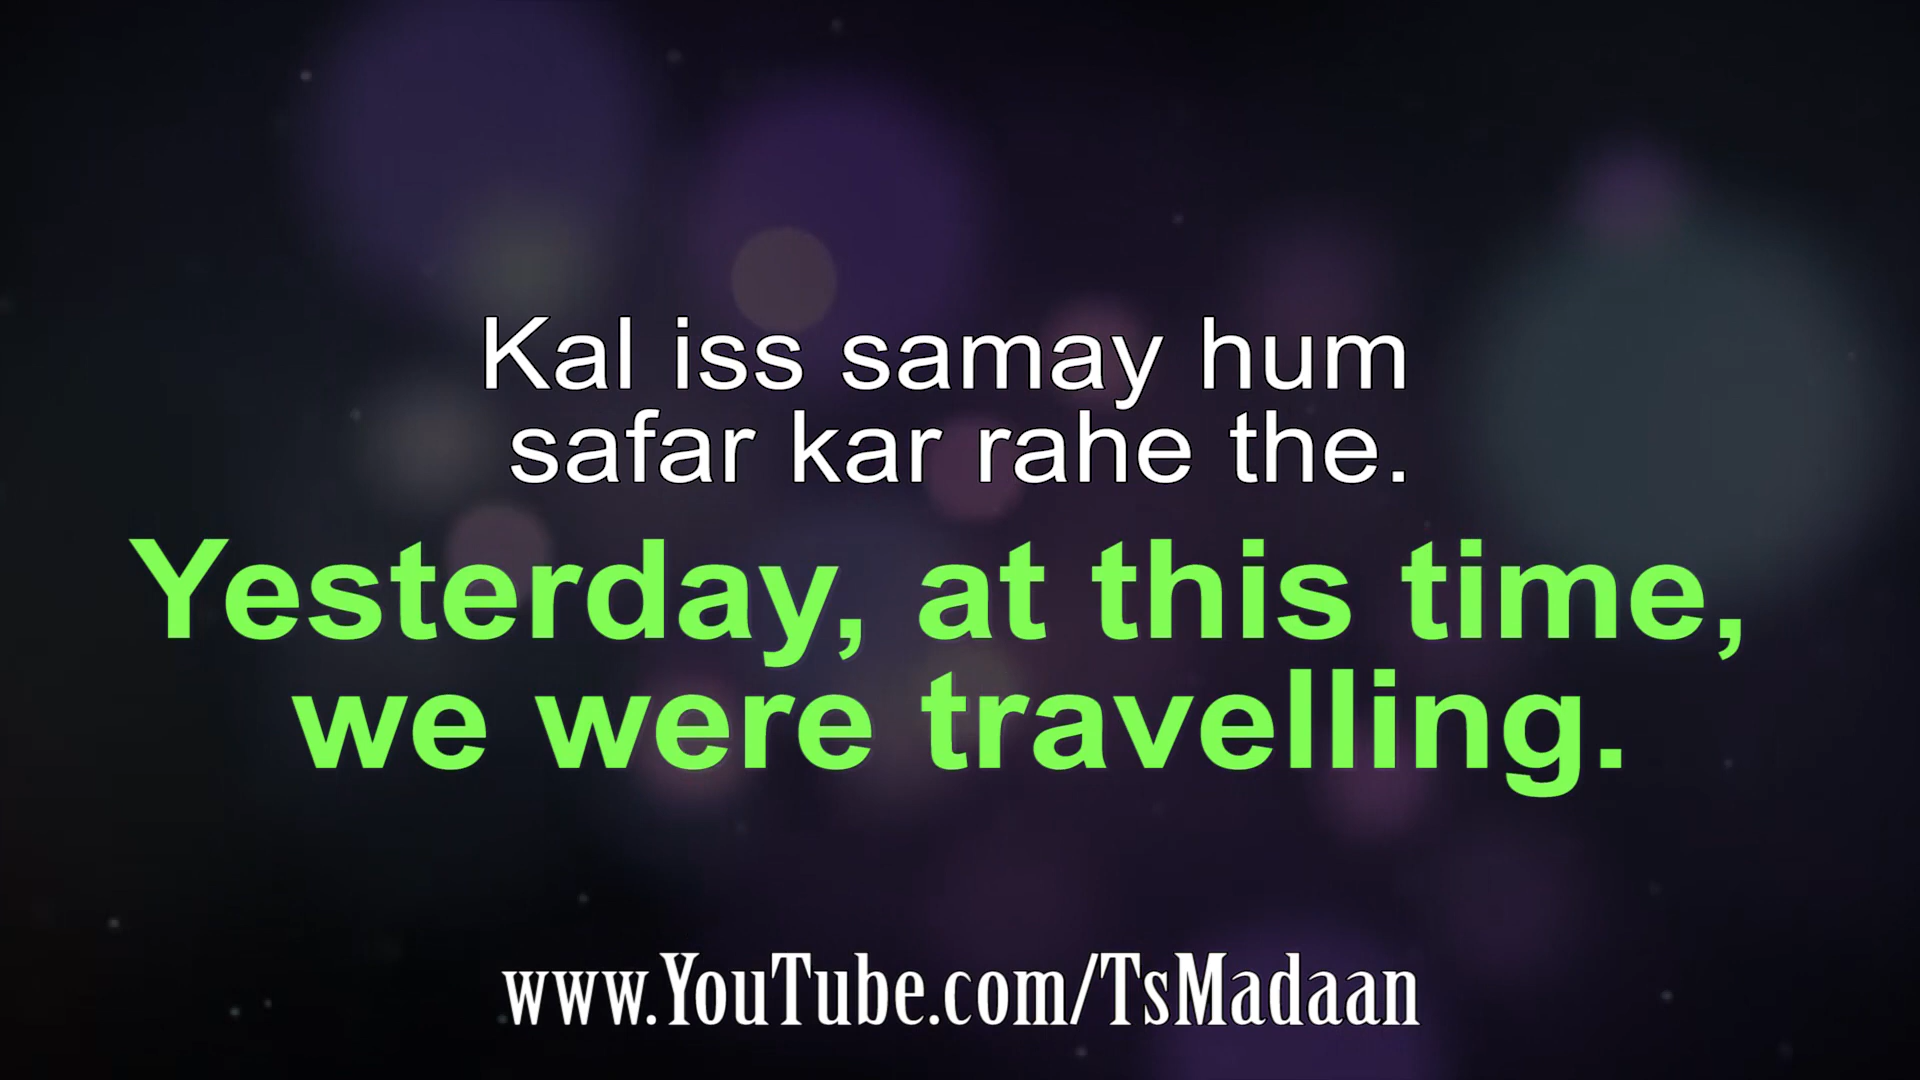 Kal iss samay hum
safar kar rahe the.
Yesterday, at this time,
we were travelling.
www.YouTube.com/TsMadaan